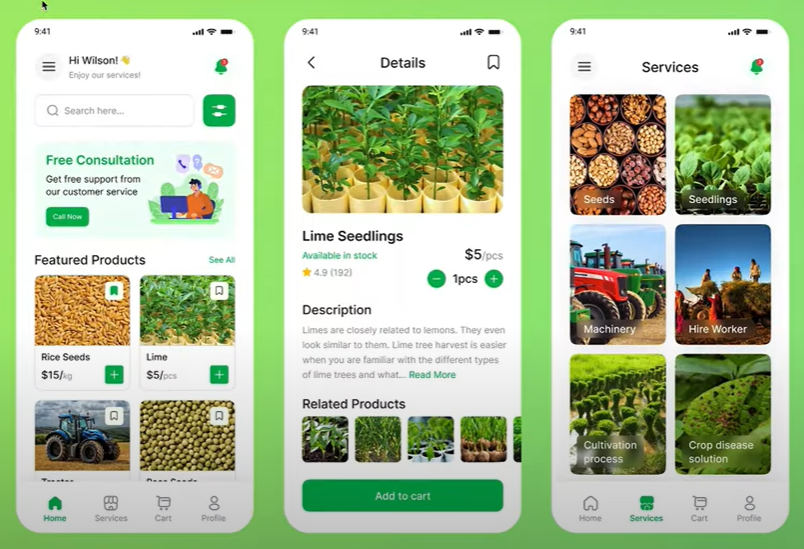 9:41
Hi Wilson! 👋
Enjoy our services!
Search here...
Free Consultation
Get free support from
our customer service
Call Now
Featured Products
See All
Rice Seeds
$15/kg
Lime
$5/pcs
Home
Services
Cart
Profile
9:41
Details
Lime Seedlings
Available in stock
$5/pcs
4.9 (192)
1pcs
Description
Limes are closely related to lemons. They even
look similar to them. Lime tree harvest is easier
when you are familiar with the different types
of lime trees and what... Read More
Related Products
Add to cart
9:41
Services
Seeds
Seedlings
Machinery
Hire Worker
Cultivation
process
Crop disease
solution
Home
Services
Cart
Profile